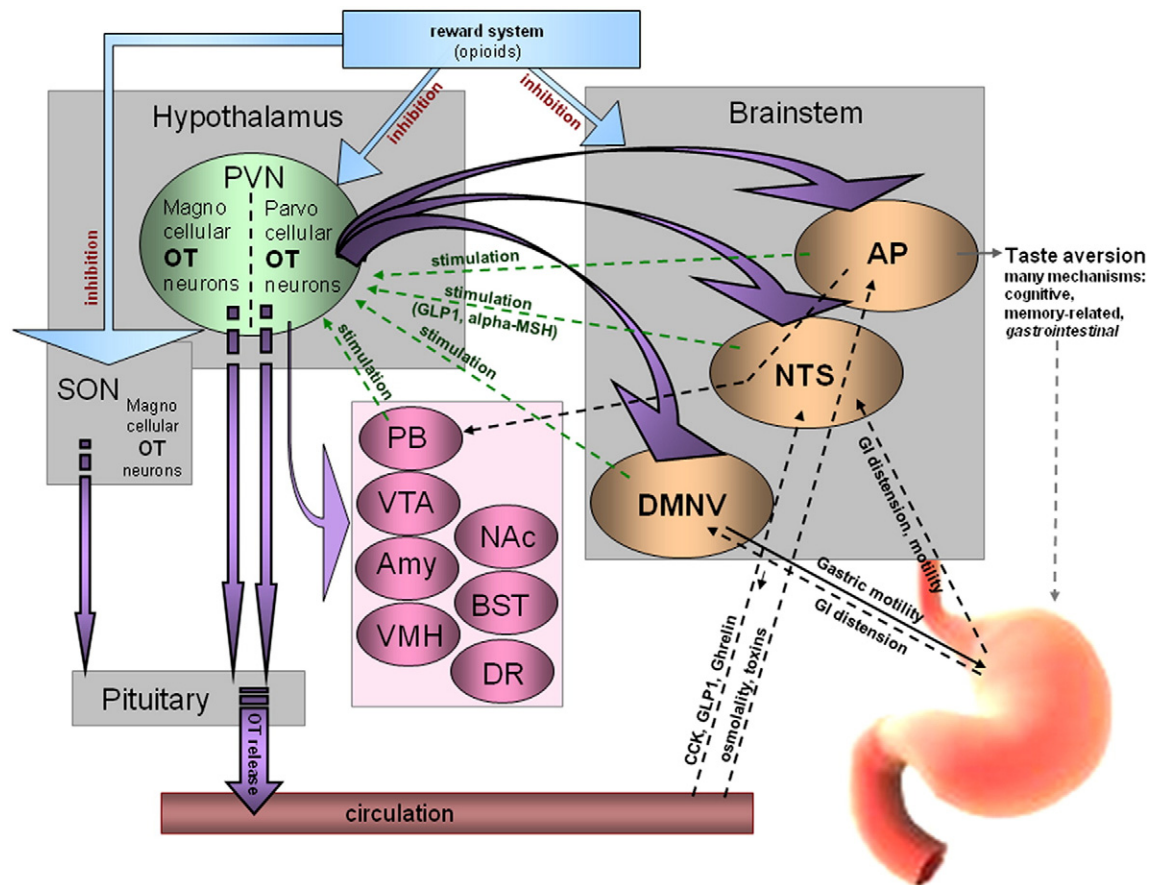 reward system
(opioids)
inhibition
inhibition
inhibition
Hypothalamus
Brainstem
PVN
Magno
cellular
OT
neurons
Parvo
cellular
OT
neurons
AP
Taste aversion
many mechanisms:
cognitive,
memory-related,
gastrointestinal
stimulation
stimulation
(GLP1, alpha-MSH)
stimulation
stimulation
NTS
SON
Magno
cellular
OT
neurons
PB
VTA
NAc
Amy
BST
VMH
DR
DMNV
GI distension, motility
Gastric motility
GI distension
CCK, GLP1, Ghrelin
osmolality, toxins
Pituitary
OT release
circulation